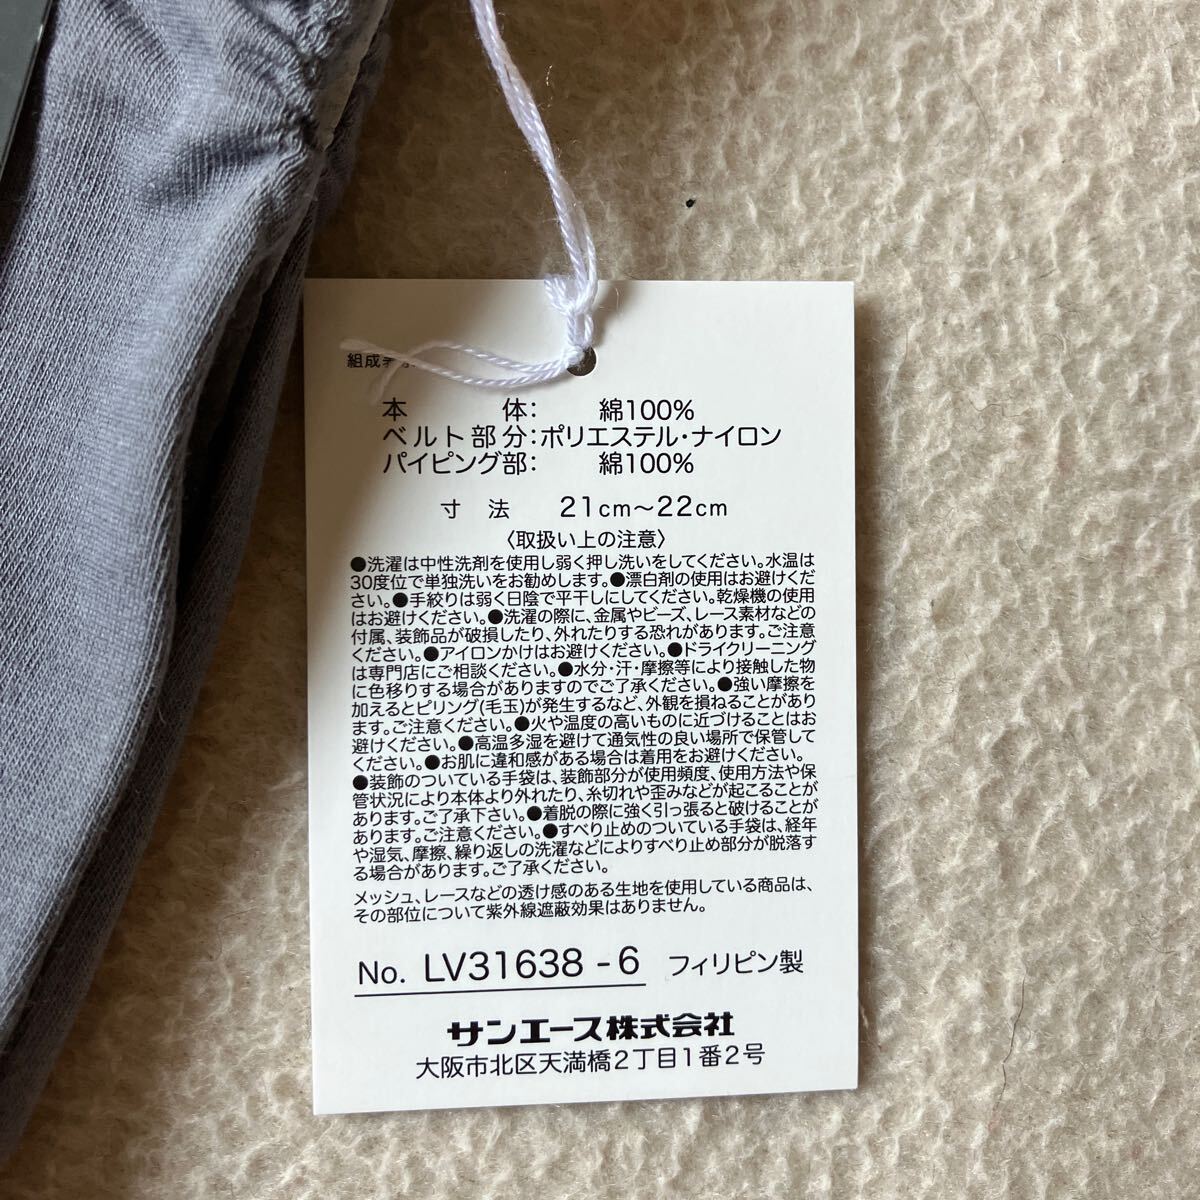 組成表示
本　　　体：　綿100%
ベルト部分：ポリエステル・ナイロン
パイピング部：　綿100%
寸　法　21cm〜22cm
〈取扱い上の注意〉
●洗濯は中性洗剤を使用し弱く押し洗いをしてください。水温は
30度位で単独洗いをお勧めします。●漂白剤の使用はお避けくだ
さい。●手絞りは弱く日陰で平干しにしてください。乾燥機の使用
はお避けください。●洗濯の際に、金属やビーズ、レース素材などの
付属、装飾品が破損したり、外れたりする恐れがあります。ご注意
ください。●アイロンかけはお避けください。●ドライクリーニング
は専門店にご相談ください。●水分・汗・摩擦等により接触した物
に色移りする場合がありますのでご了承ください。●強い摩擦を
加えるとピリング(毛玉)が発生するなど、外観を損ねることがあり
ます。ご注意ください。●火や温度の高いものに近づけることはお
避けください。●高温多湿を避けて通気性の良い場所で保管して
ください。●お肌に違和感がある場合は着用をお避けください。
●装飾のついている手袋は、装飾部分が使用頻度、使用方法や保
管状況により本体より外れたり、糸切れや歪みなどが起こることが
あります。ご了承下さい。●着脱の際に強く引っ張ると破けることが
あります。ご注意ください。●すべり止めのついている手袋は、経年
や湿気、摩擦、繰り返しの洗濯などによりすべり止め部分が脱落す
る場合があります。ご了承ください。
メッシュ、レースなどの透け感のある生地を使用している商品は、
その部位について紫外線遮蔽効果はありません。
No. LV31638 -6 フィリピン製
サンエース株式会社
大阪市北区天満橋2丁目1番2号